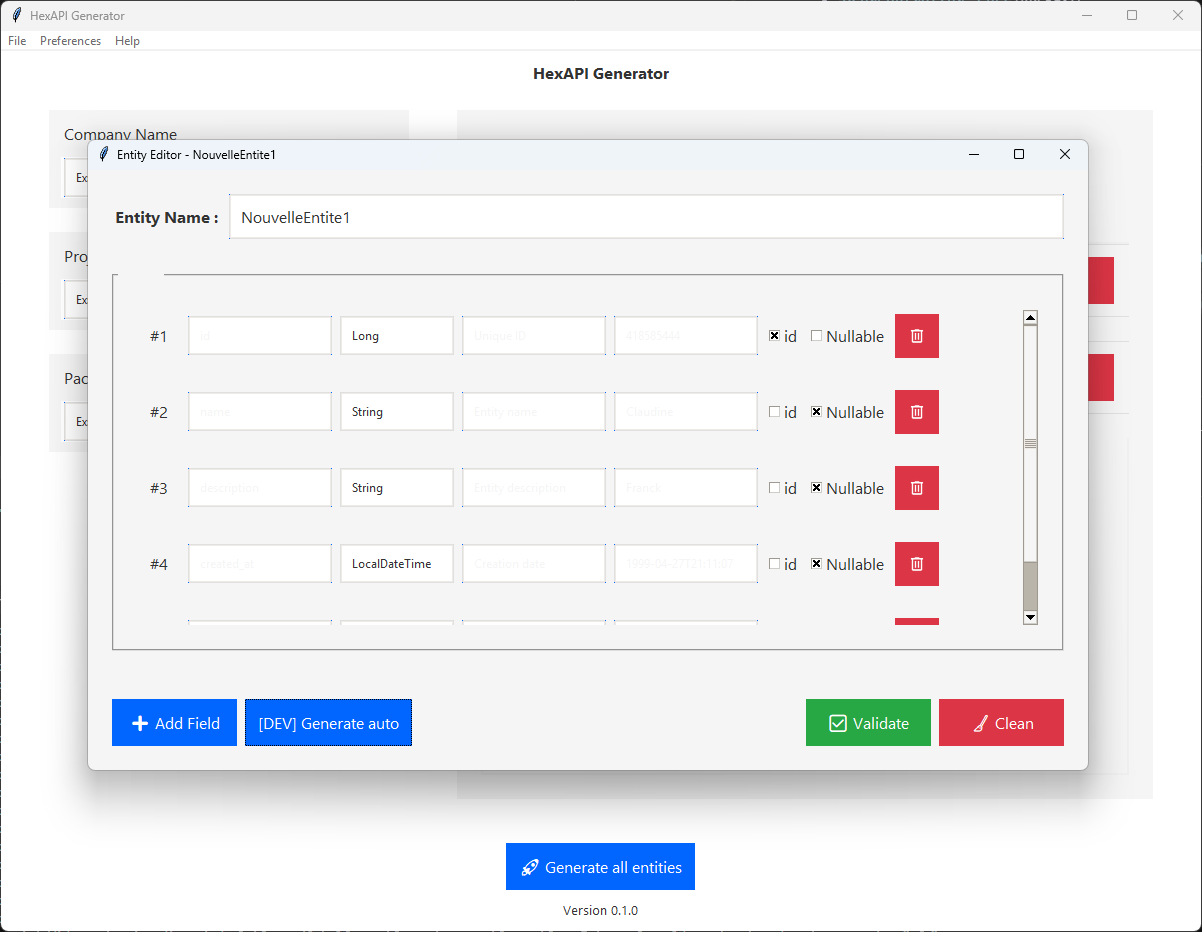 HexAPI Generator
File Preferences Help
HexAPI Generator
Company Name
Ex
Entity Editor - NouvelleEntite1
Entity Name : NouvelleEntite1
Proj
Ex
Pac
Ex
#1 id Long Unique ID 418585444 id Nullable
#2 name String Entity name Claudine id Nullable
#3 description String Entity description Franck id Nullable
#4 created_at LocalDateTime Creation date 1999-04-27T21:11:07 id Nullable
Add Field [DEV] Generate auto Validate Clean
Generate all entities
Version 0.1.0